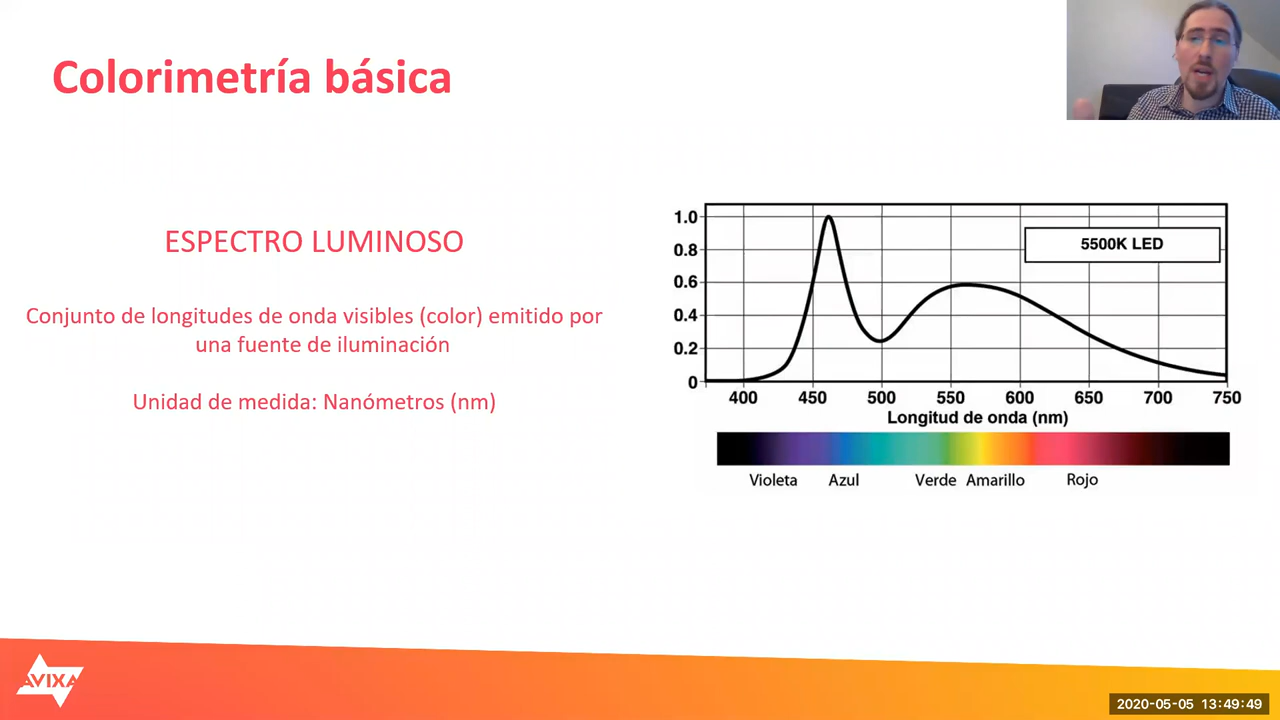 Colorimetría básica
ESPECTRO LUMINOSO
Conjunto de longitudes de onda visibles (color) emitido por
una fuente de iluminación
Unidad de medida: Nanómetros (nm)
5500K LED
1.0
0.8
0.6
0.4
0.2
0
400 450 500 550 600 650 700 750
Longitud de onda (nm)
Violeta Azul Verde Amarillo Rojo
AVIXA
2020-05-05 13:49:49